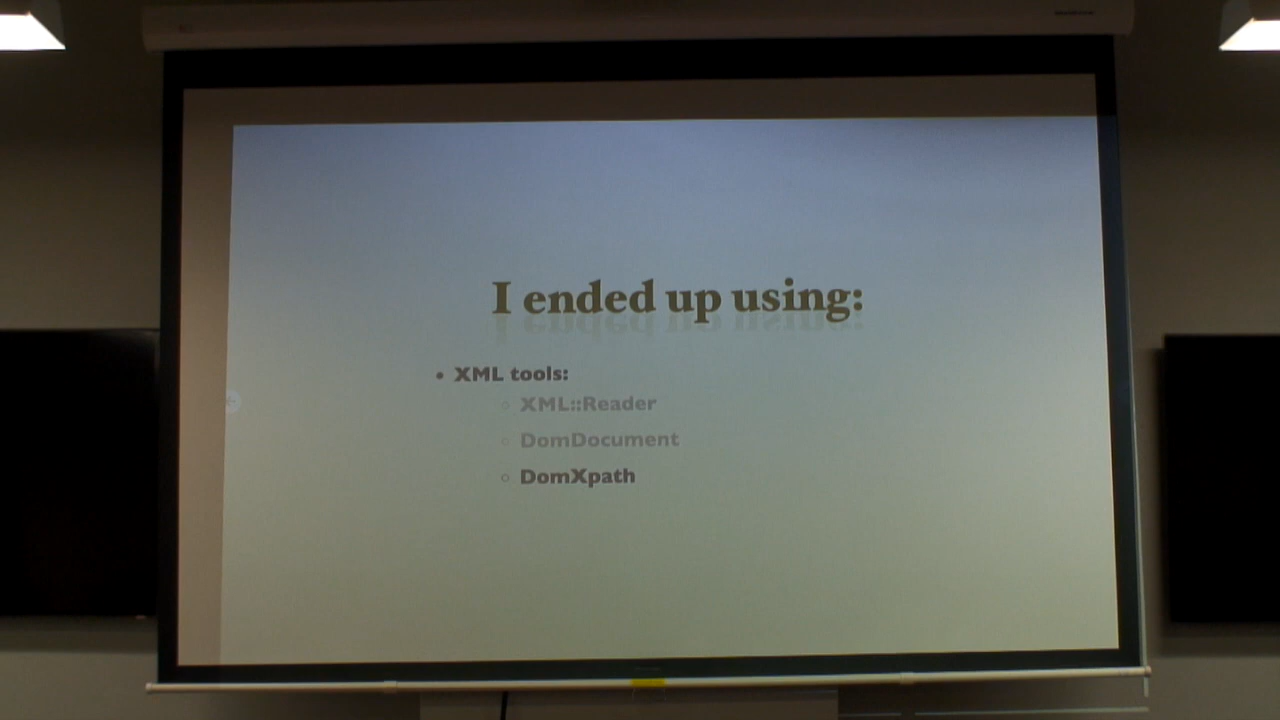 I ended up using:
• XML tools:
○ XML::Reader
○ DomDocument
○ DomXpath